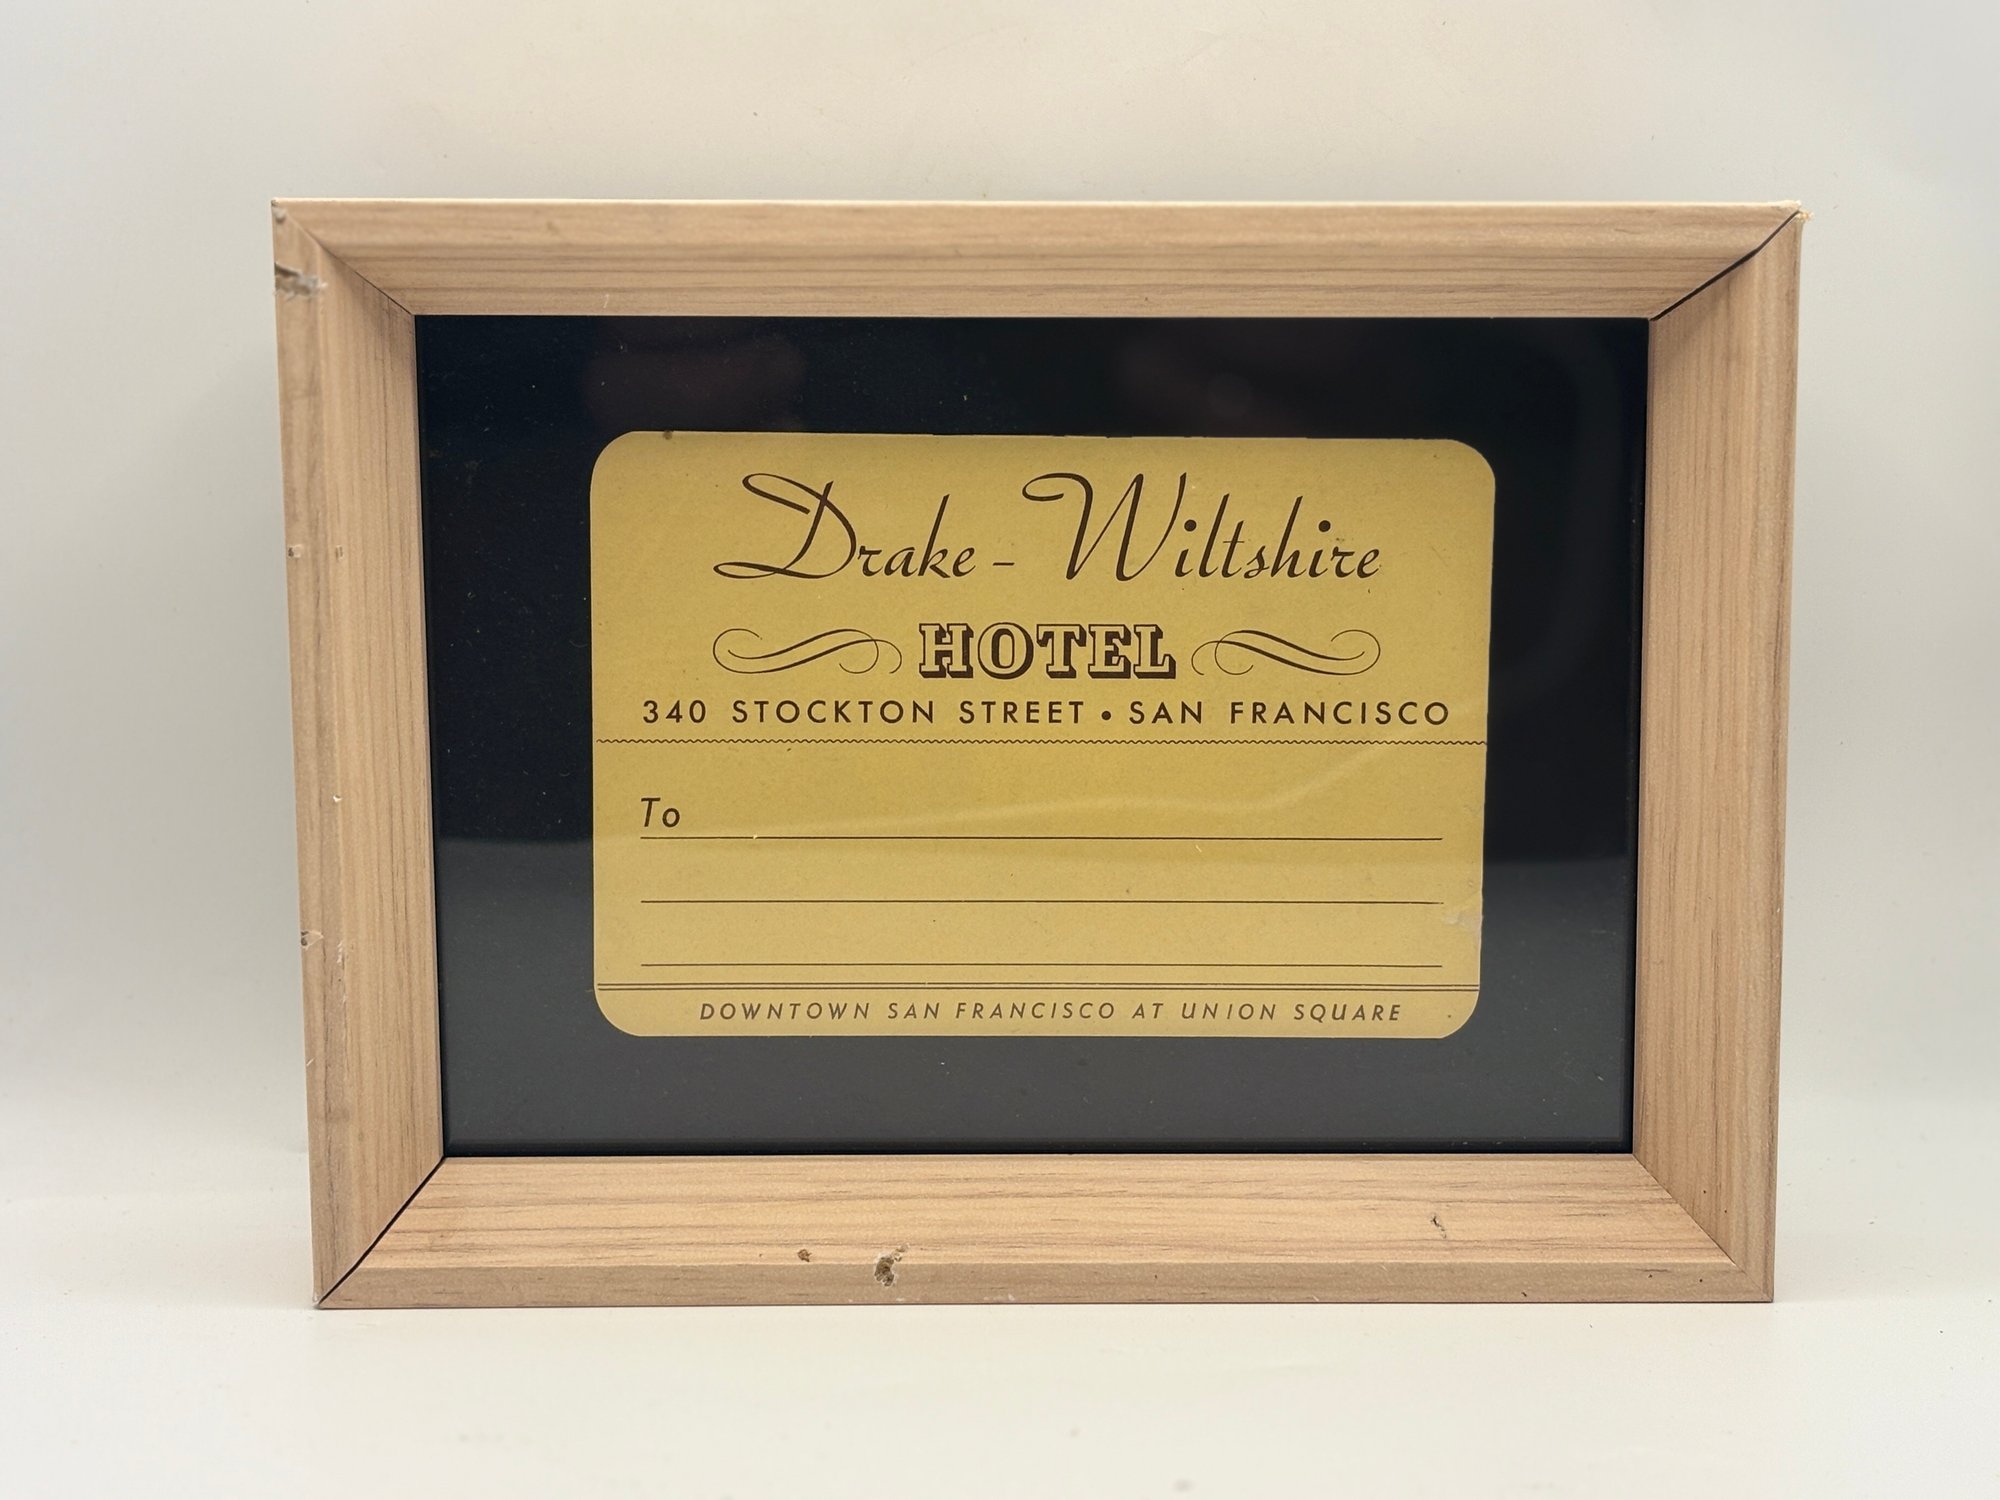 Drake - Wiltshire
HOTEL
340 STOCKTON STREET • SAN FRANCISCO
To
DOWNTOWN SAN FRANCISCO AT UNION SQUARE